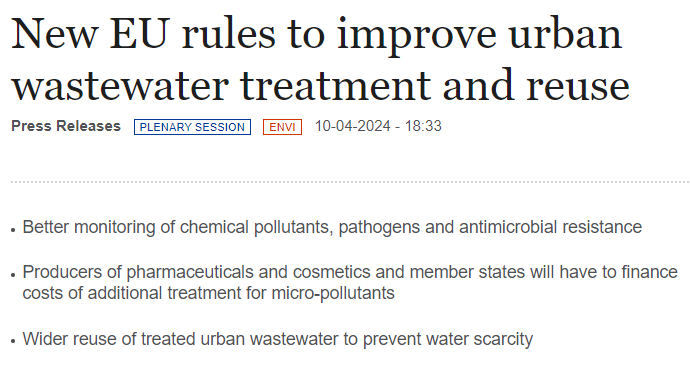 New EU rules to improve urban
wastewater treatment and reuse
Press Releases PLENARY SESSION ENVI 10-04-2024 - 18:33
• Better monitoring of chemical pollutants, pathogens and antimicrobial resistance
• Producers of pharmaceuticals and cosmetics and member states will have to finance
costs of additional treatment for micro-pollutants
• Wider reuse of treated urban wastewater to prevent water scarcity